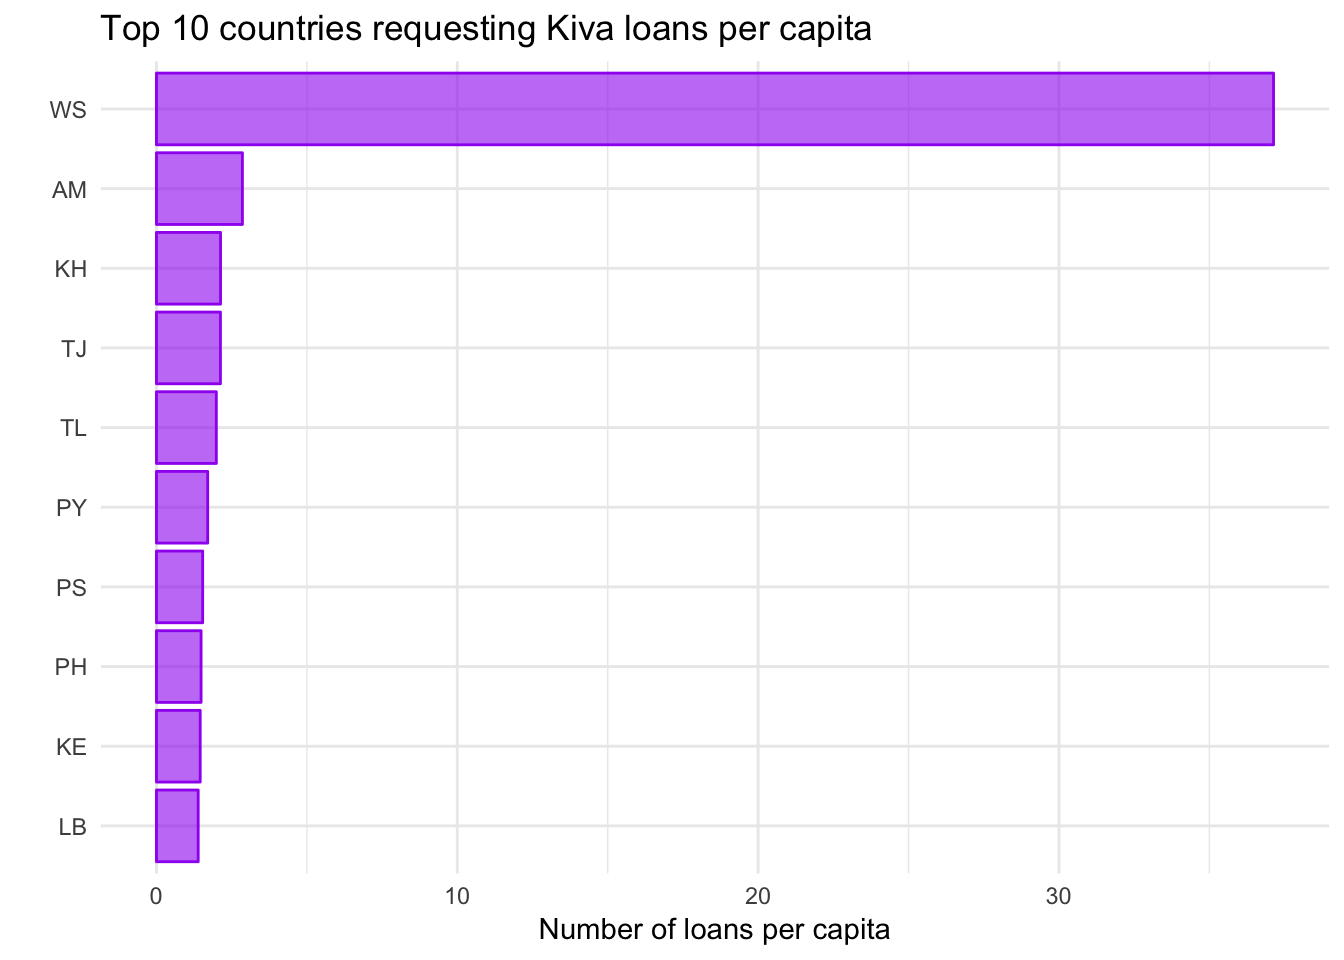 Top 10 countries requesting Kiva loans per capita
WS
AM
KH
TJ
TL
PY
PS
PH
KE
LB
0 10 20 30
Number of loans per capita